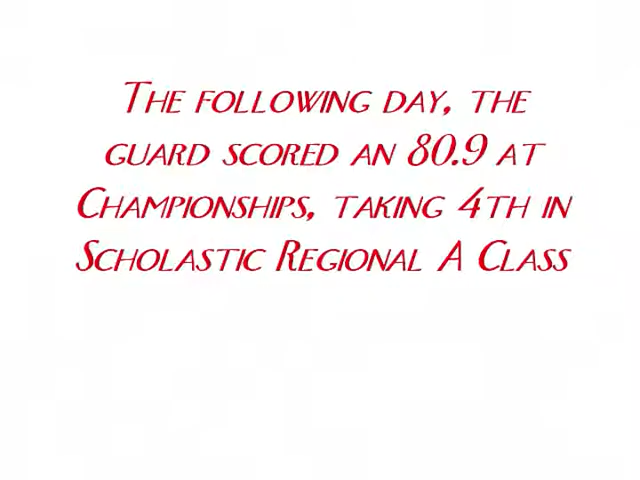 The following day, the
guard scored an 80.9 at
Championships, taking 4th in
Scholastic Regional A Class